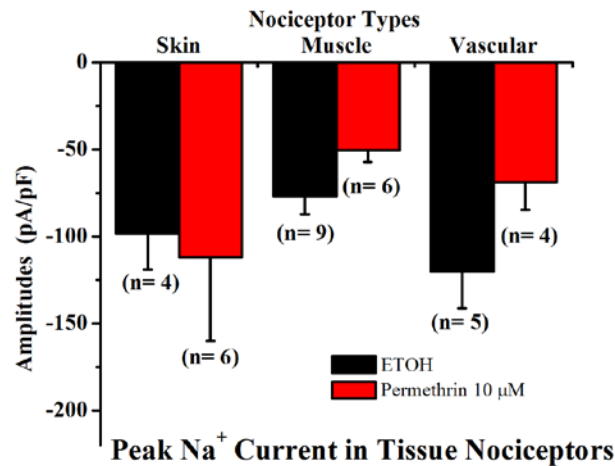 Nociceptor Types
Skin Muscle Vascular
0
-50
-100
-150
-200
Amplitudes (pA/pF)
(n= 4)
(n= 6)
(n= 9)
(n= 6)
(n= 5)
(n= 4)
ETOH
Permethrin 10 μM
Peak Na⁺ Current in Tissue Nociceptors